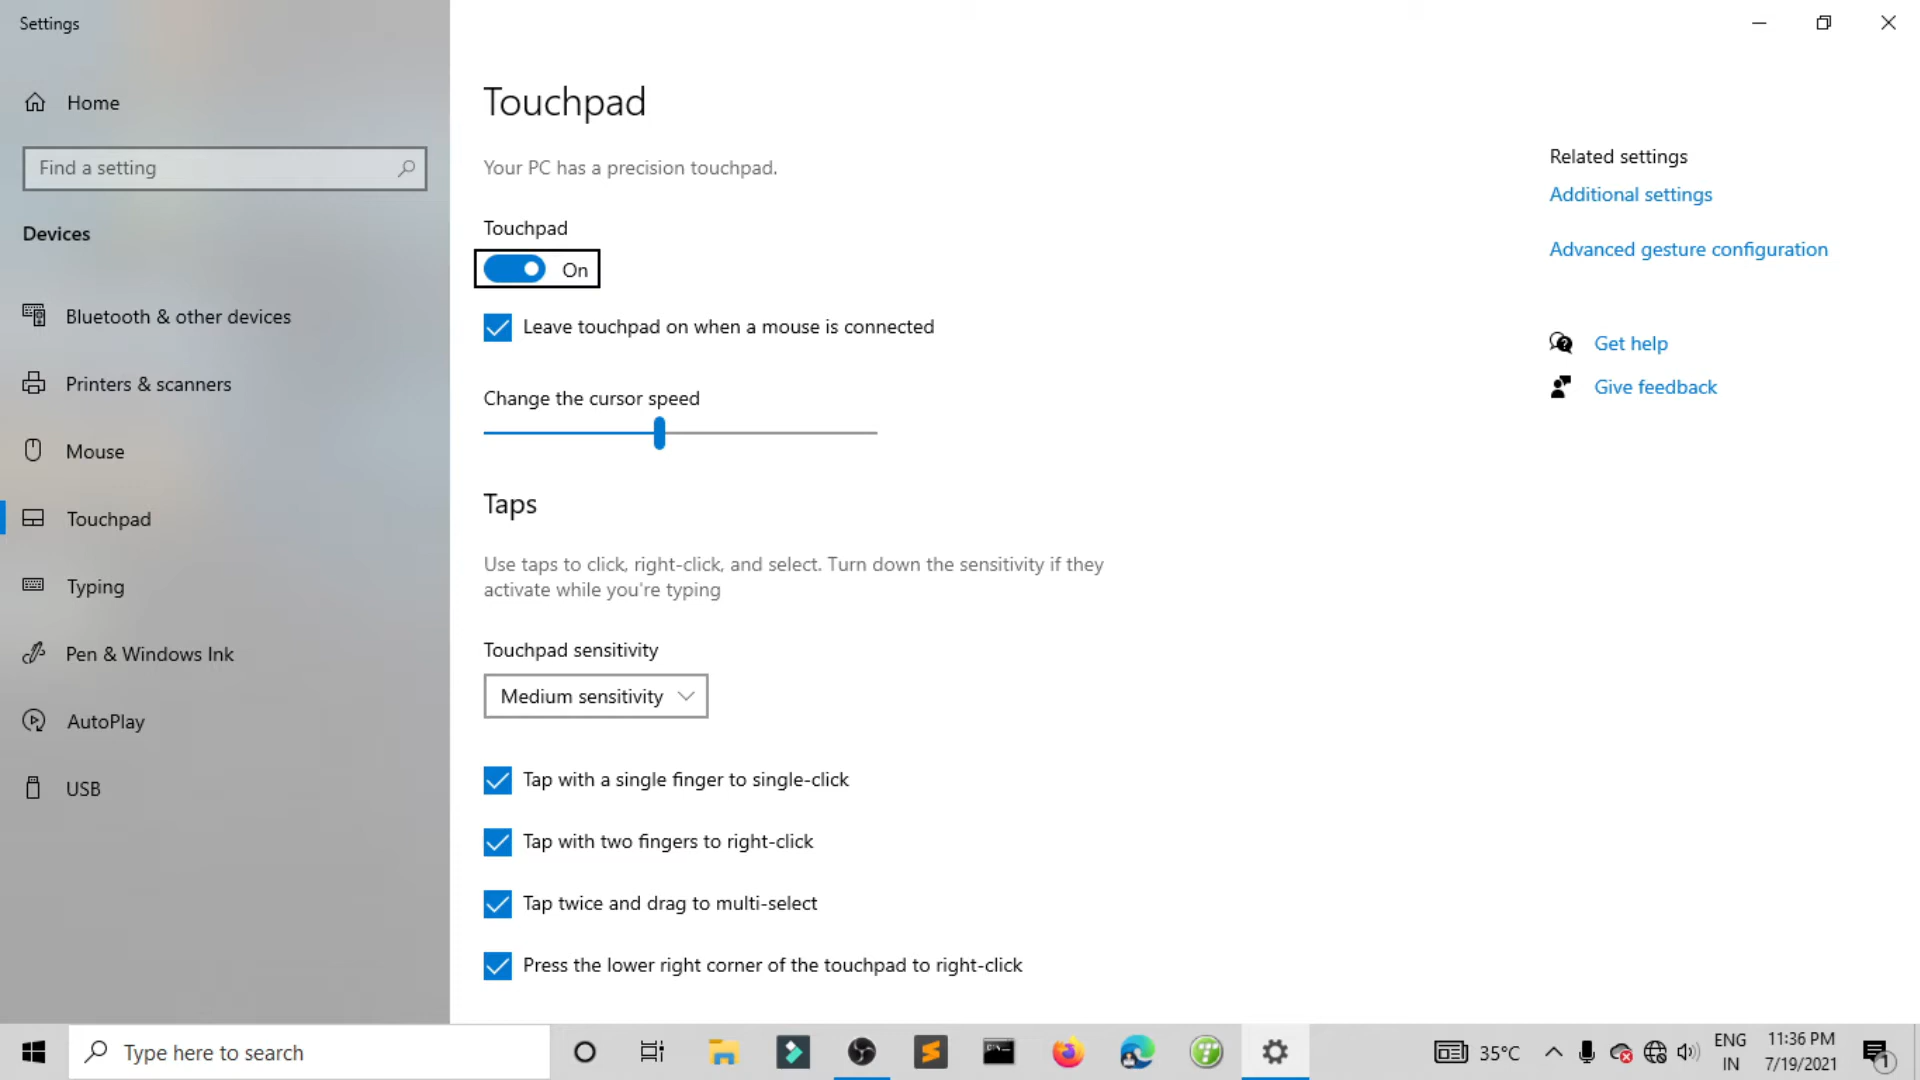 Settings
Home
Find a setting
Devices
Bluetooth & other devices
Printers & scanners
Mouse
Touchpad
Typing
Pen & Windows Ink
AutoPlay
USB
Touchpad
Your PC has a precision touchpad.
Touchpad
On
Leave touchpad on when a mouse is connected
Change the cursor speed
Taps
Use taps to click, right-click, and select. Turn down the sensitivity if they
activate while you're typing
Touchpad sensitivity
Medium sensitivity
Tap with a single finger to single-click
Tap with two fingers to right-click
Tap twice and drag to multi-select
Press the lower right corner of the touchpad to right-click
Related settings
Additional settings
Advanced gesture configuration
Get help
Give feedback
Type here to search
35°C
ENG
IN
11:36 PM
7/19/2021
1